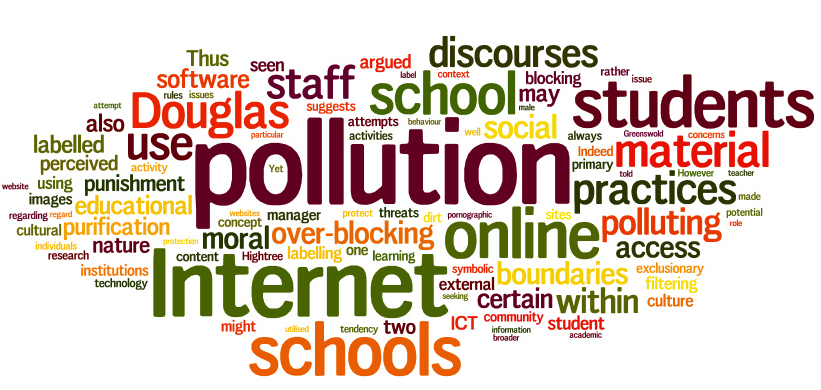 discourses
Thus
seen
argued
label
context
blocking
rather
issue
software
staff
school
may
students
rules
issues
suggests
attempt
Douglas
attempts
behaviour
male
also
particular
activities
well
social
always
Greenswold
concerns
labelled
use
pollution
Indeed
material
perceived
activity
Yet
primary
told
However
teacher
website
using
punishment
practices
made
images
educational
websites
manager
protect
threats
dirt
pornographic
sites
polluting
potential
role
regarding
regard
concept
cultural
purification
moral
over-blocking
online
access
individuals
nature
protection
research
content
Hightree
labelling
one
learning
symbolic
boundaries
exclusionary
institutions
technology
Internet
external
seeking
certain
within
filtering
culture
might
utilised
tendency
two
ICT
community
information
broader
student
academic
schools